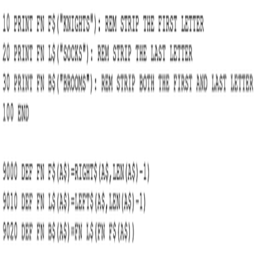 10 PRINT FN F$("KNIGHTS"): REM STRIP THE FIRST LETTER
20 PRINT FN L$("SOCKS"): REM STRIP THE LAST LETTER
30 PRINT FN B$("BROOMS"): REM STRIP BOTH THE FIRST AND LAST LETTER
100 END
9000 DEF FN F$(A$)=RIGHT$(A$,LEN(A$)-1)
9010 DEF FN L$(A$)=LEFT$(A$,LEN(A$)-1)
9020 DEF FN B$(A$)=FN L$(FN F$(A$))